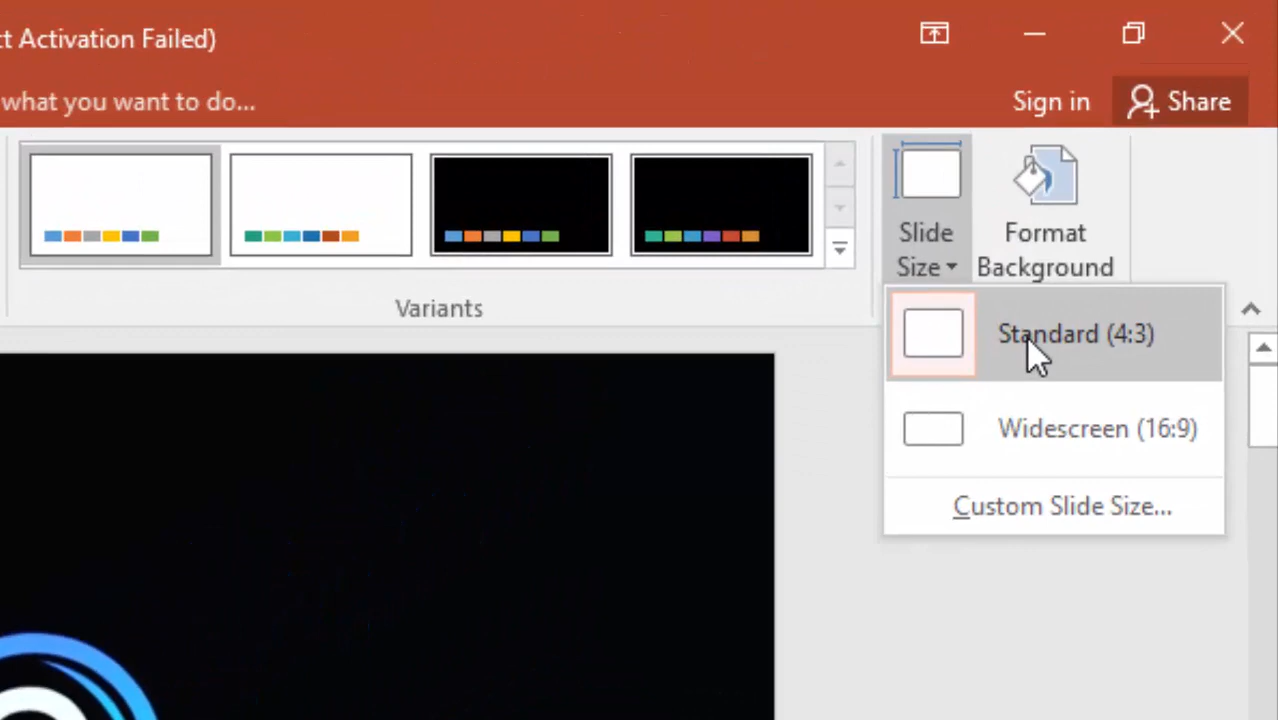 t Activation Failed)
what you want to do...
Sign in
Share
Slide
Size
Format
Background
Variants
Standard (4:3)
Widescreen (16:9)
Custom Slide Size...